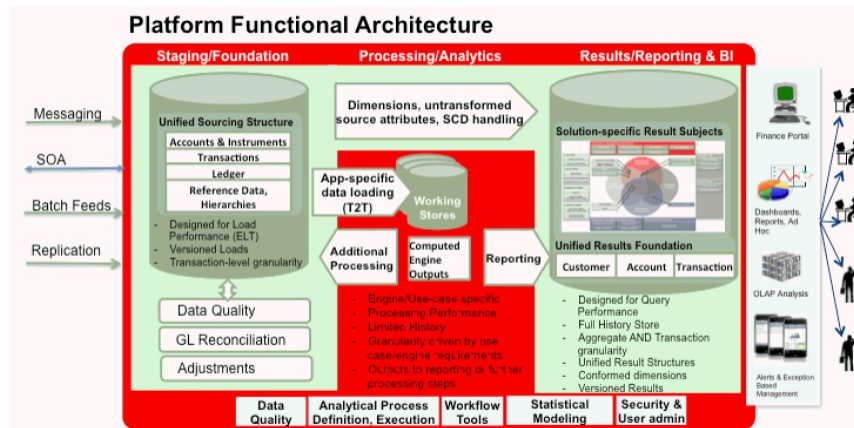 Platform Functional Architecture
Staging/Foundation
Processing/Analytics
Results/Reporting & BI
Messaging
SOA
Batch Feeds
Replication
Unified Sourcing Structure
Accounts & Instruments
Transactions
Ledger
Reference Data,
Hierarchies
- Designed for Load
Performance (ELT)
- Versioned Loads
- Transaction-level granularity
Data Quality
GL Reconciliation
Adjustments
Dimensions, untransformed
source attributes, SCD handling
App-specific
data loading
(T2T)
Working
Stores
Additional
Processing
Computed
Engine
Outputs
Reporting
- Engine/Use-case specific
- Processing Performance
- Limited History
- Granularity driven by use
case/engine requirements
- Outputs to reporting or further
processing steps
Solution-specific Result Subjects
Unified Results Foundation
Customer
Account
Transaction
- Designed for Query
Performance
- Full History Store
- Aggregate AND Transaction
granularity
- Unified Result Structures
- Conformed dimensions
- Versioned Results
Finance Portal
Dashboards,
Reports, Ad
Hoc
OLAP Analysis
Alerts & Exception
Based
Management
Data
Quality
Analytical Process
Definition, Execution
Workflow
Tools
Statistical
Modeling
Security &
User admin